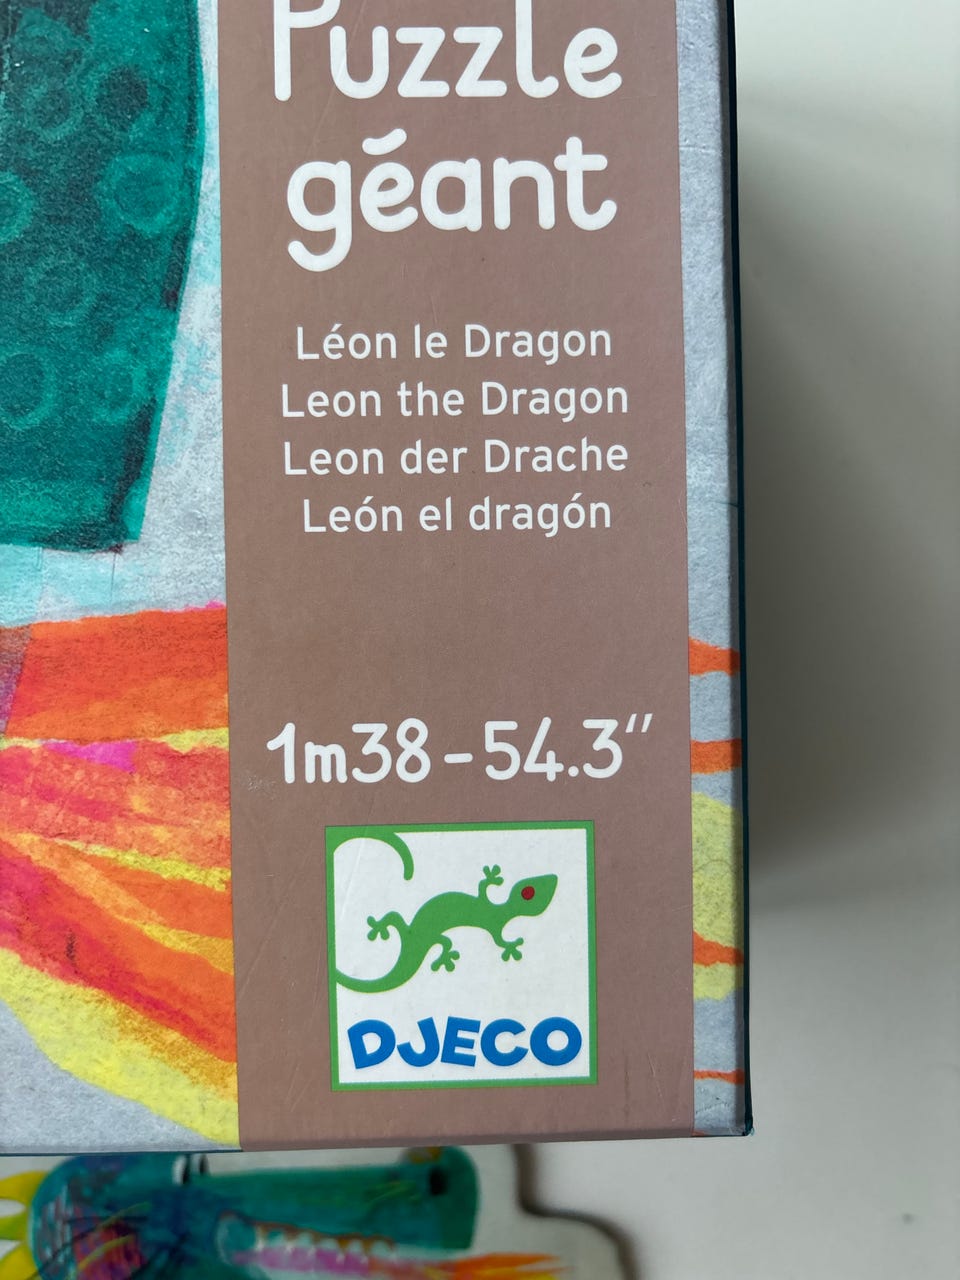 Puzzle
géant
Léon le Dragon
Leon the Dragon
Leon der Drache
León el dragón
1m38 - 54.3″
DJECO